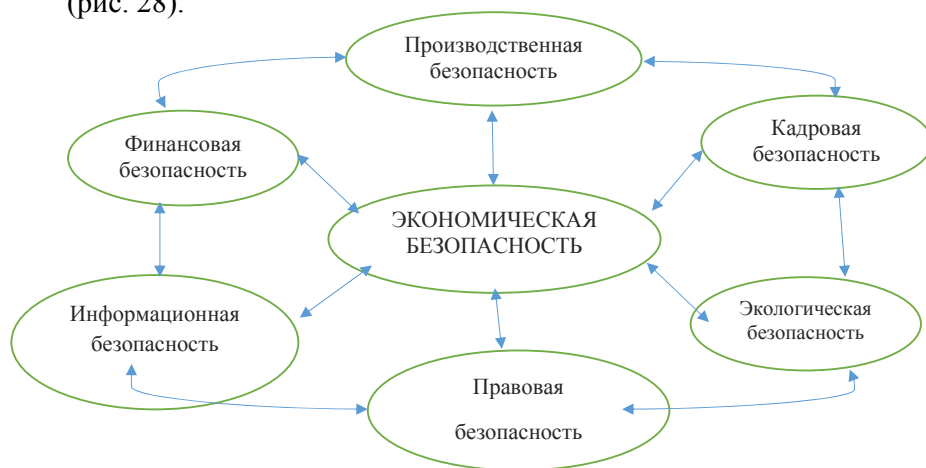 (рис. 28).
Производственная
безопасность
Финансовая
безопасность
Кадровая
безопасность
ЭКОНОМИЧЕСКАЯ
БЕЗОПАСНОСТЬ
Информационная
безопасность
Экологическая
безопасность
Правовая
безопасность